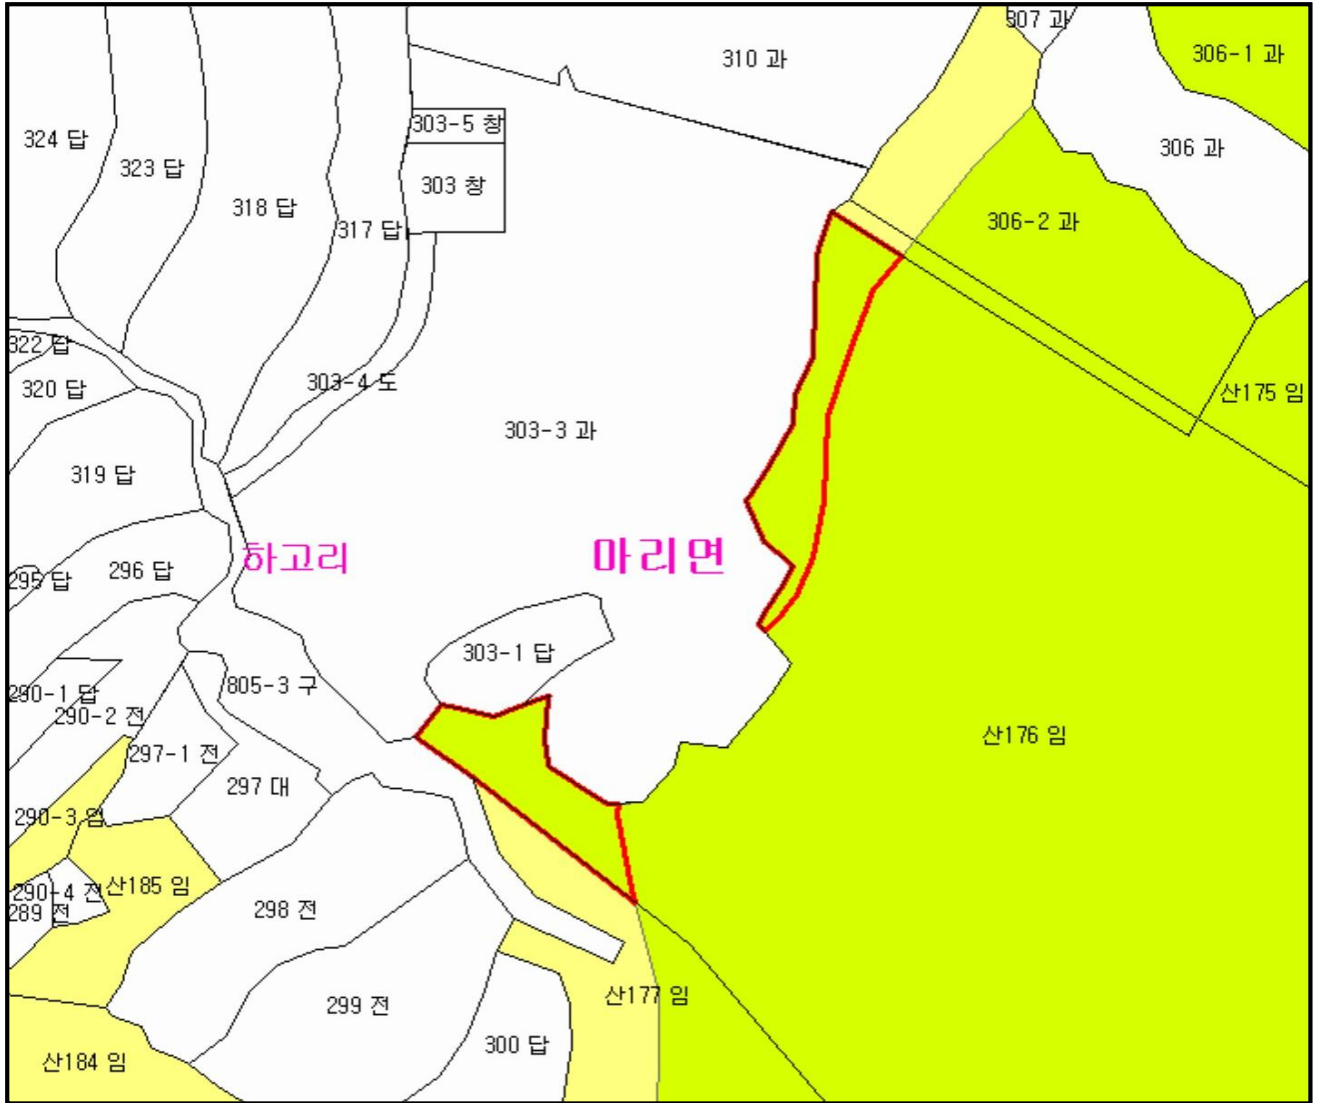 307 과
306-1 과
310 과
303-5 창
324 답
323 답
306 과
303 창
318 답
306-2 과
317 답
322 답
303-4 도
320 답
산175 임
303-3 과
319 답
하고리
마리면
296 답
295 답
303-1 답
805-3 구
290-1 답
290-2 전
산176 임
297-1 전
297 대
290-3 임
산185 임
290-4 전
289 전
298 전
산177 임
299 전
300 답
산184 임